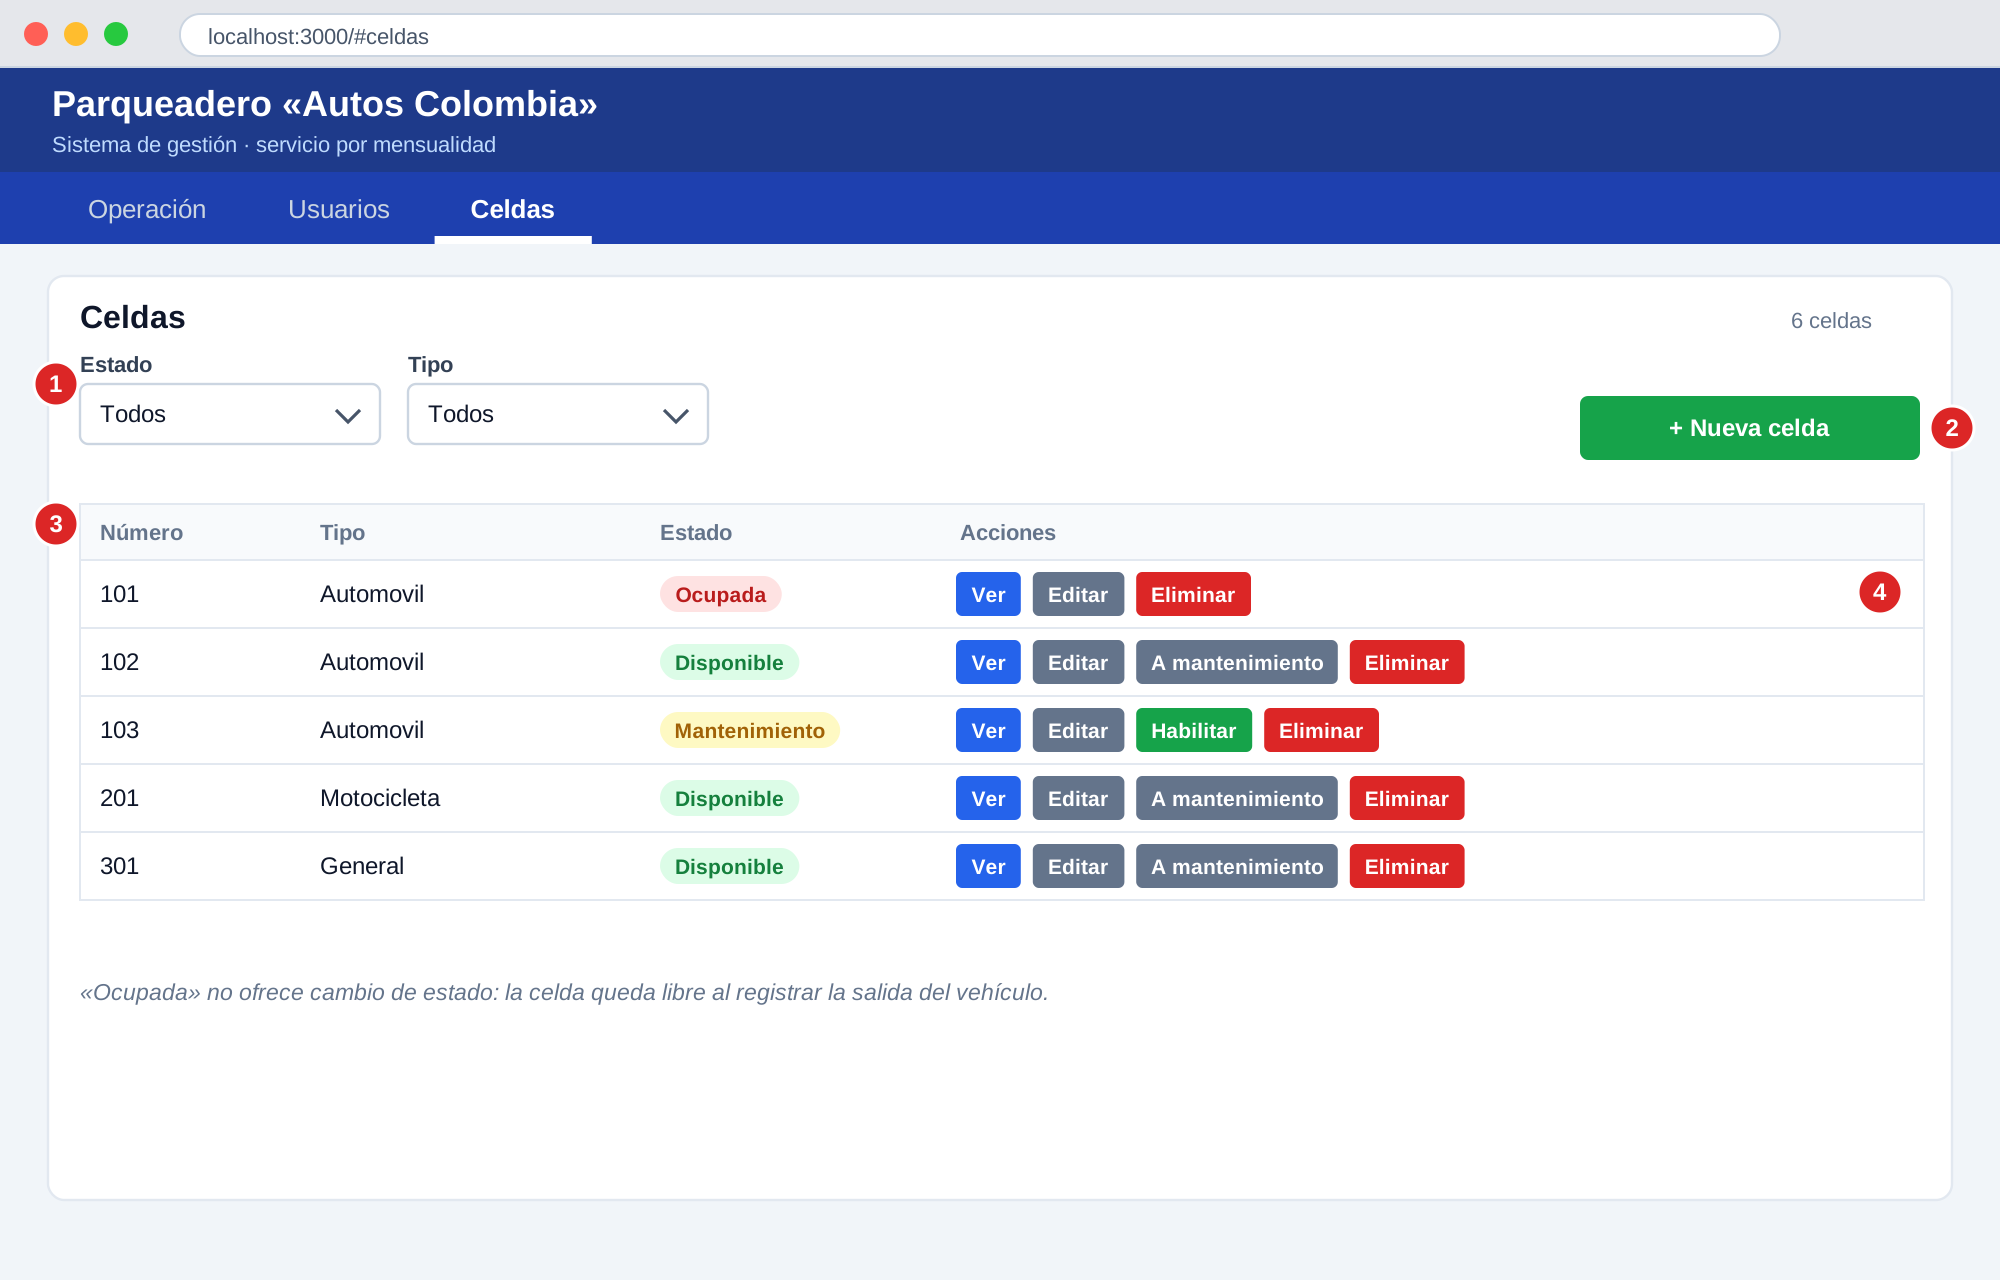 localhost:3000/#celdas
Parqueadero «Autos Colombia»
Sistema de gestión · servicio por mensualidad
Operación Usuarios Celdas
Celdas
6 celdas
Estado Tipo
1
Todos Todos
+ Nueva celda 2
3 Número Tipo Estado Acciones
101 Automovil Ocupada Ver Editar Eliminar 4
102 Automovil Disponible Ver Editar A mantenimiento Eliminar
103 Automovil Mantenimiento Ver Editar Habilitar Eliminar
201 Motocicleta Disponible Ver Editar A mantenimiento Eliminar
301 General Disponible Ver Editar A mantenimiento Eliminar
«Ocupada» no ofrece cambio de estado: la celda queda libre al registrar la salida del vehículo.